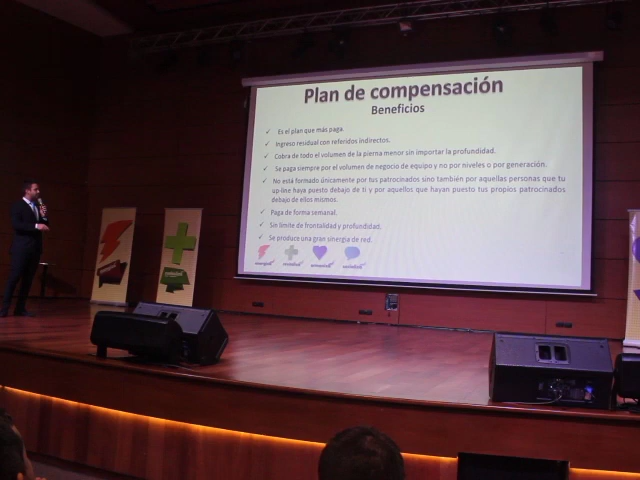 Plan de compensación
Beneficios
✓ Es el plan que más paga.
✓ Ingreso residual con referidos indirectos.
✓ Cobra de todo el volumen de la pierna menor sin importar la profundidad.
✓ Se paga siempre por el volumen de negocio de equipo y no por niveles o por generación.
✓ No está formado únicamente por tus patrocinados sino también por aquellas personas que tu
up-line haya puesto debajo de ti y por aquellos que hayan puesto tus propios patrocinados
debajo de ellos mismos.
✓ Paga de forma semanal.
✓ Sin límite de frontalidad y profundidad.
✓ Se produce una gran sinergia de red.